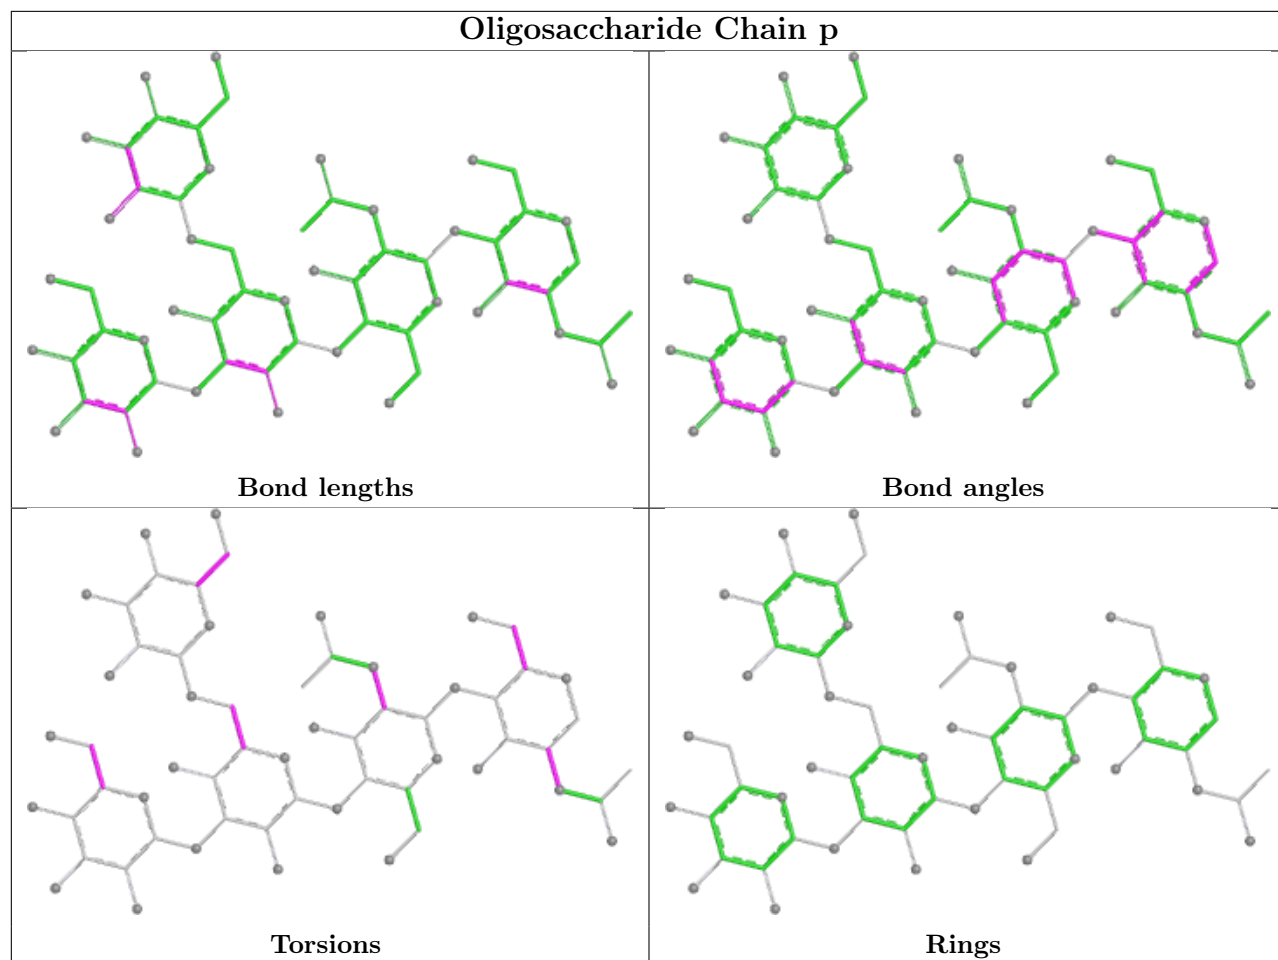 Oligosaccharide Chain p
Bond lengths
Bond angles
Torsions
Rings